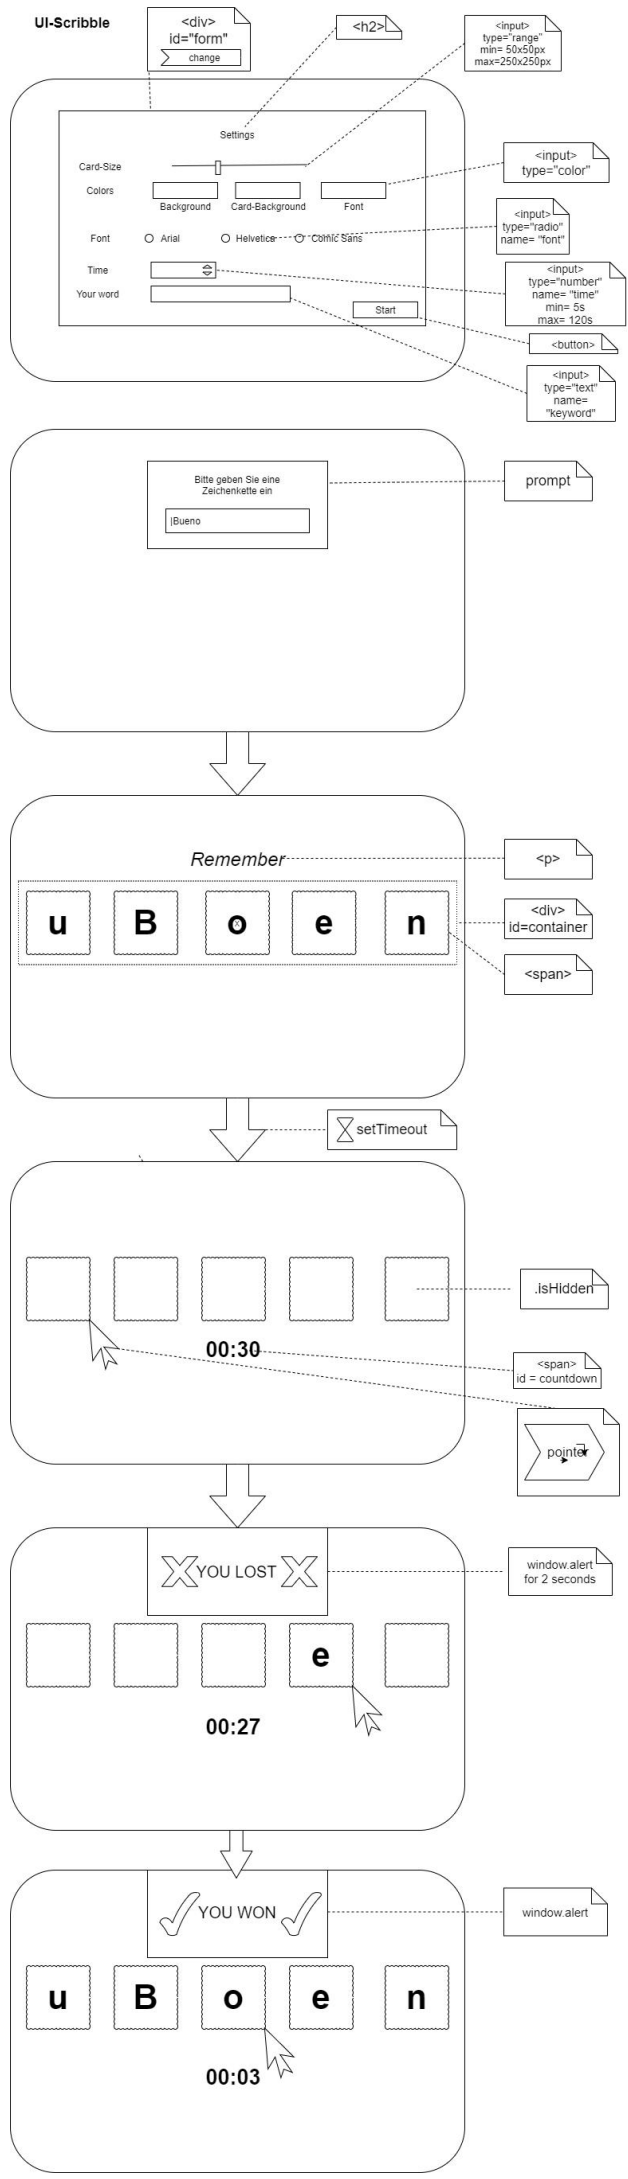 UI-Scribble
<div>
id="form"
change
<h2>
<input>
type="range"
min= 50x50px
max=250x250px
Settings
Card-Size
Colors
Background
Card-Background
Font
<input>
type="color"
Font
Arial
Helvetica
Comic Sans
<input>
type="radio"
name= "font"
Time
<input>
type="number"
name= "time"
min= 5s
max= 120s
Your word
Start
<button>
<input>
type="text"
name=
"keyword"
Bitte geben Sie eine
Zeichenkette ein
|Bueno
prompt
Remember
<p>
u B o e n
<div>
id=container
<span>
setTimeout
.isHidden
00:30
<span>
id = countdown
pointer
YOU LOST
window.alert
for 2 seconds
e
00:27
YOU WON
window.alert
u B o e n
00:03